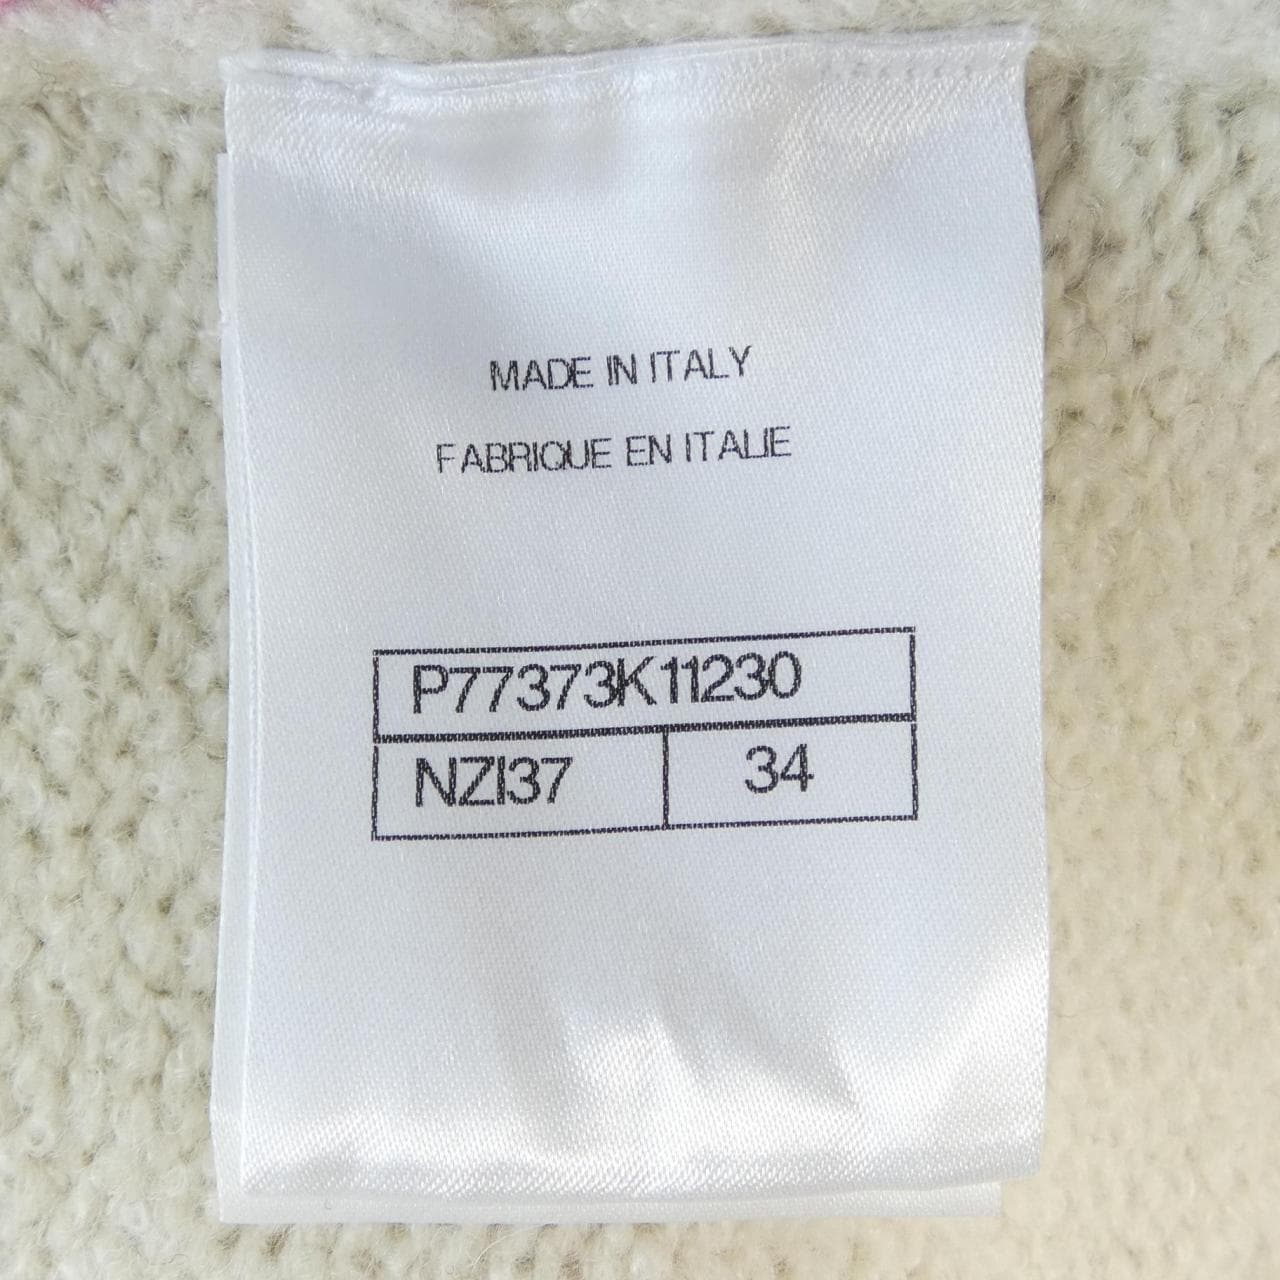 MADE IN ITALY
FABRIQUE EN ITALIE
P77373K11230
NZI37 34